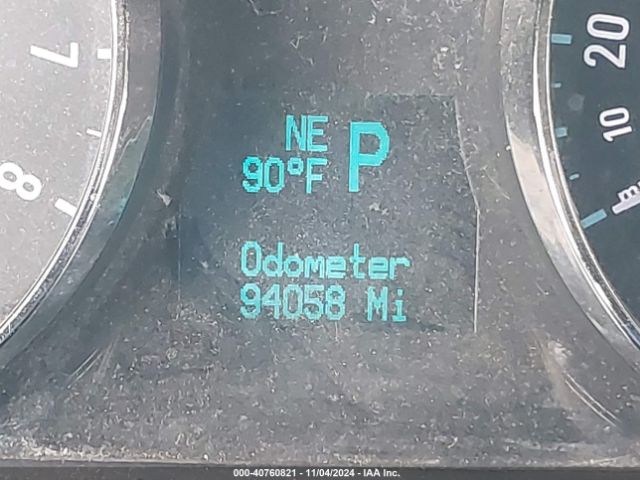 7
8
NE
90°F P
Odometer
94058 Mi
20
10
000-40760821 - 11/04/2024 - IAA Inc.